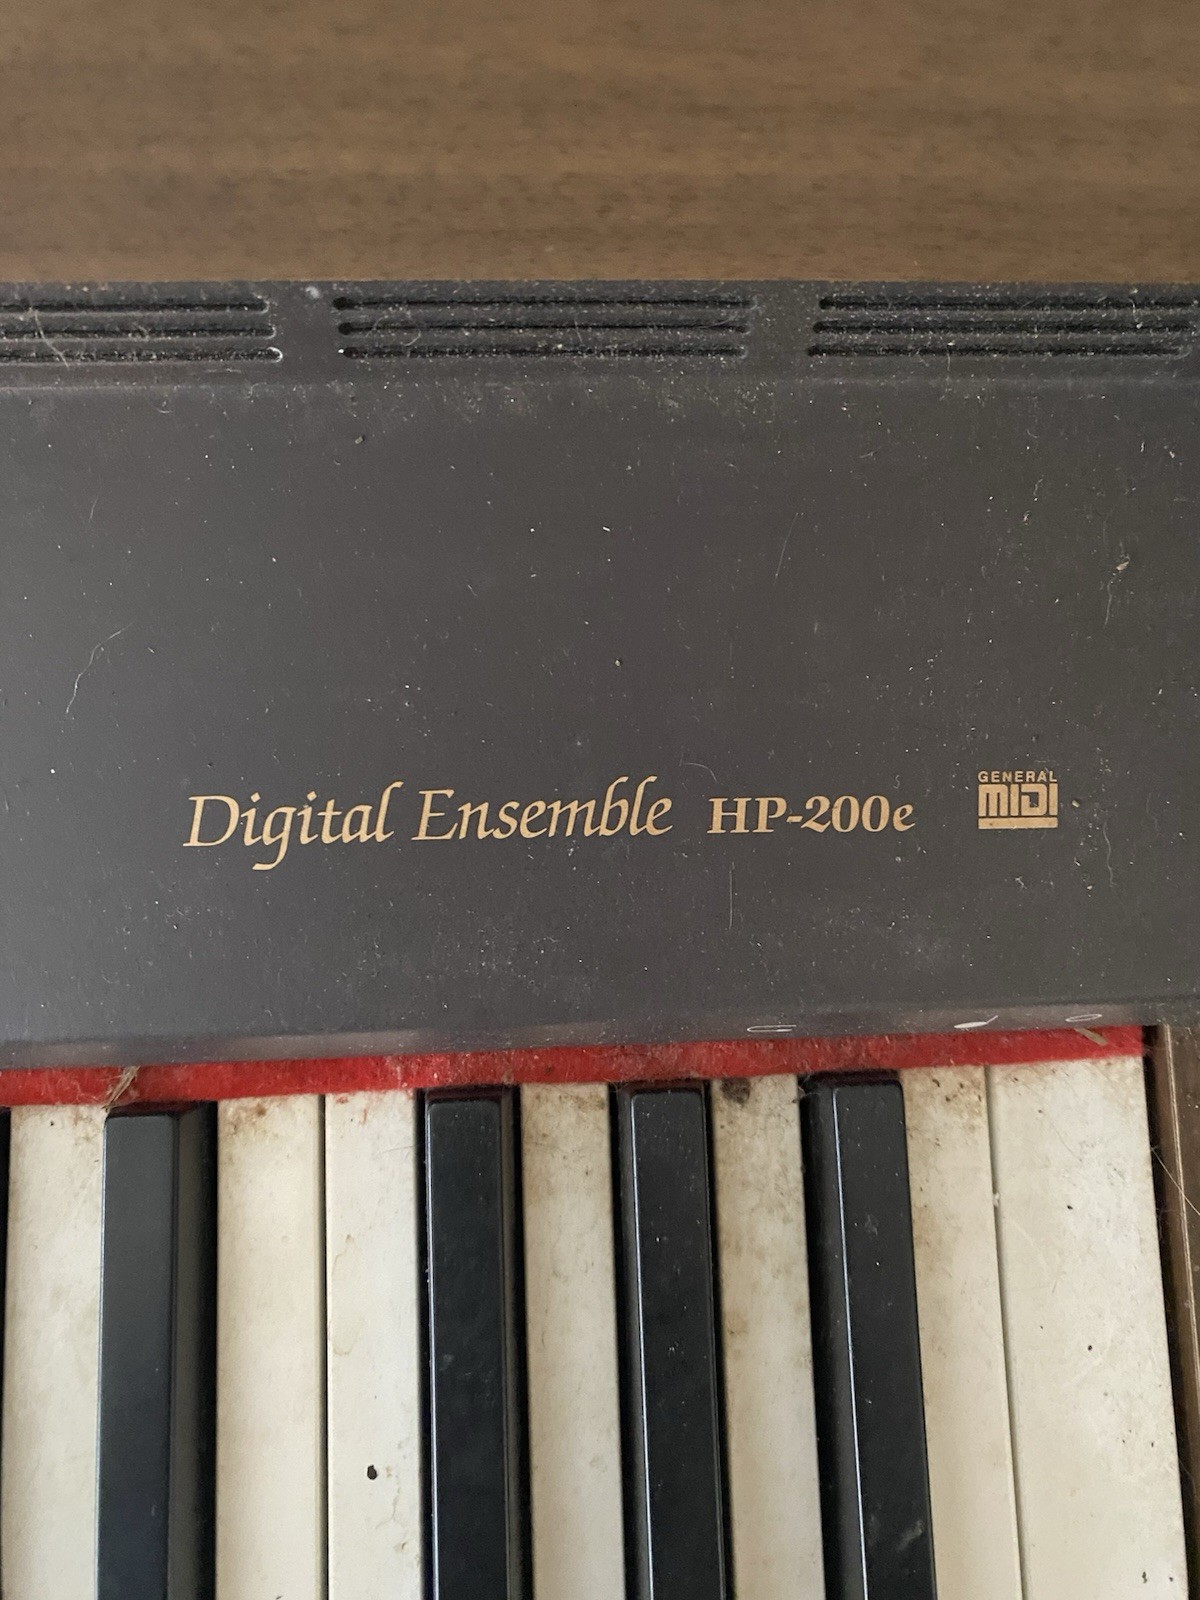 Digital Ensemble HP-200e GENERAL MIDI